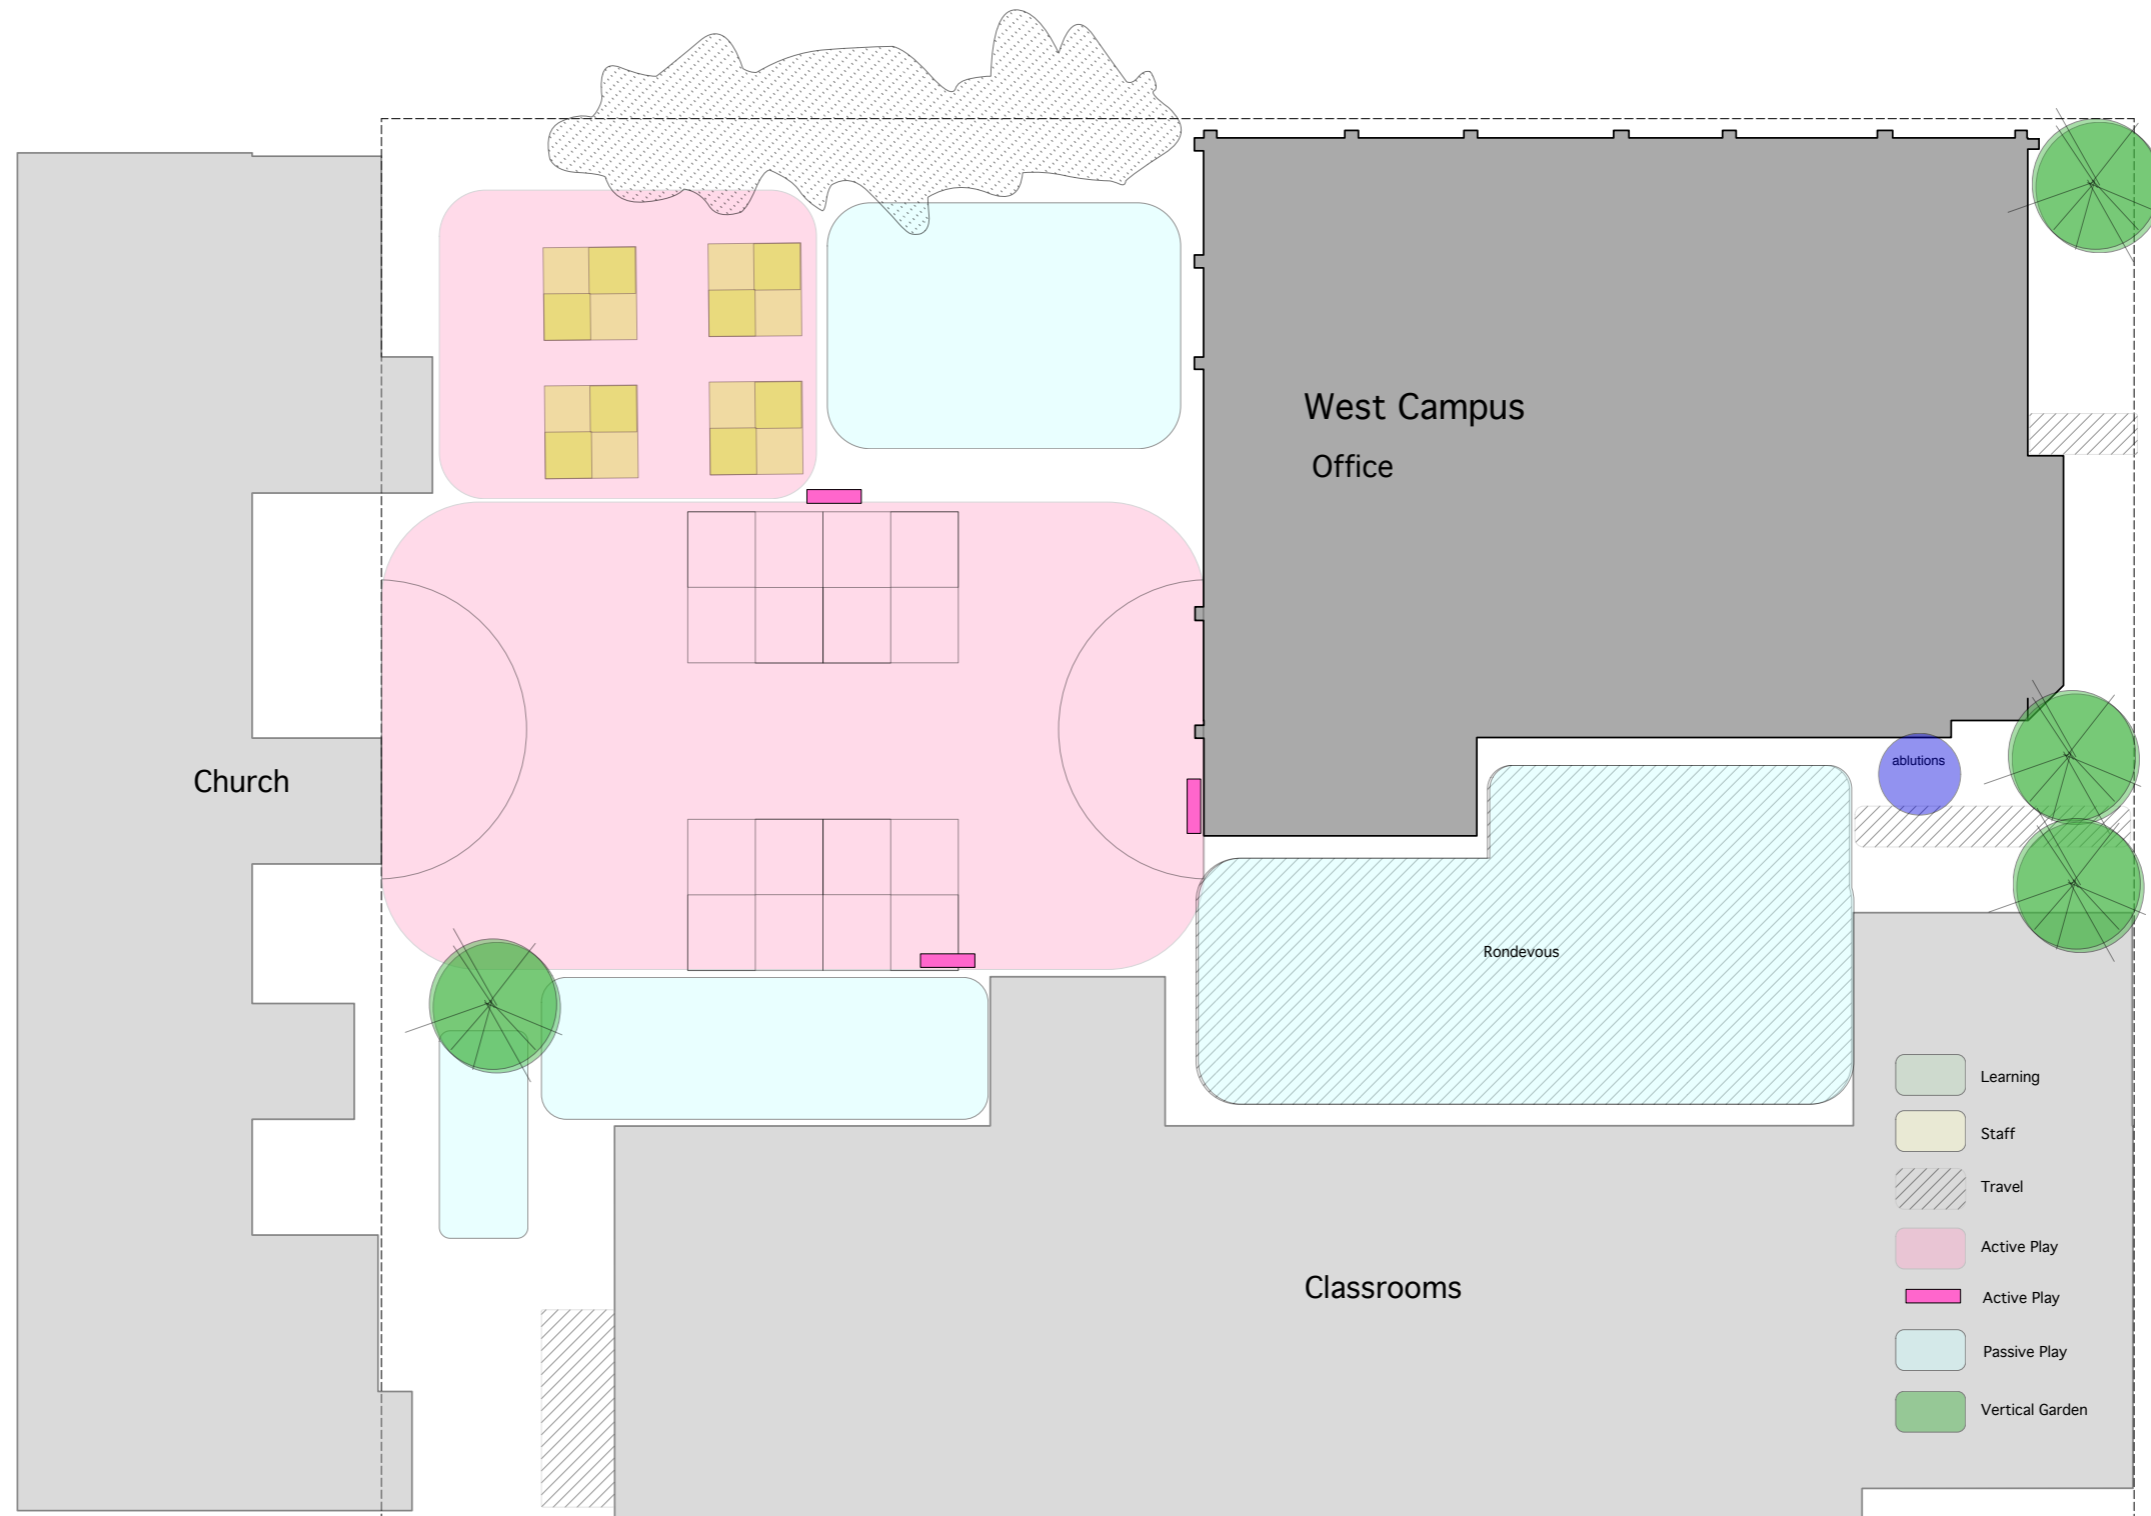 West Campus
Office
Church
ablutions
Rondevous
Learning
Staff
Travel
Active Play
Active Play
Passive Play
Vertical Garden
Classrooms